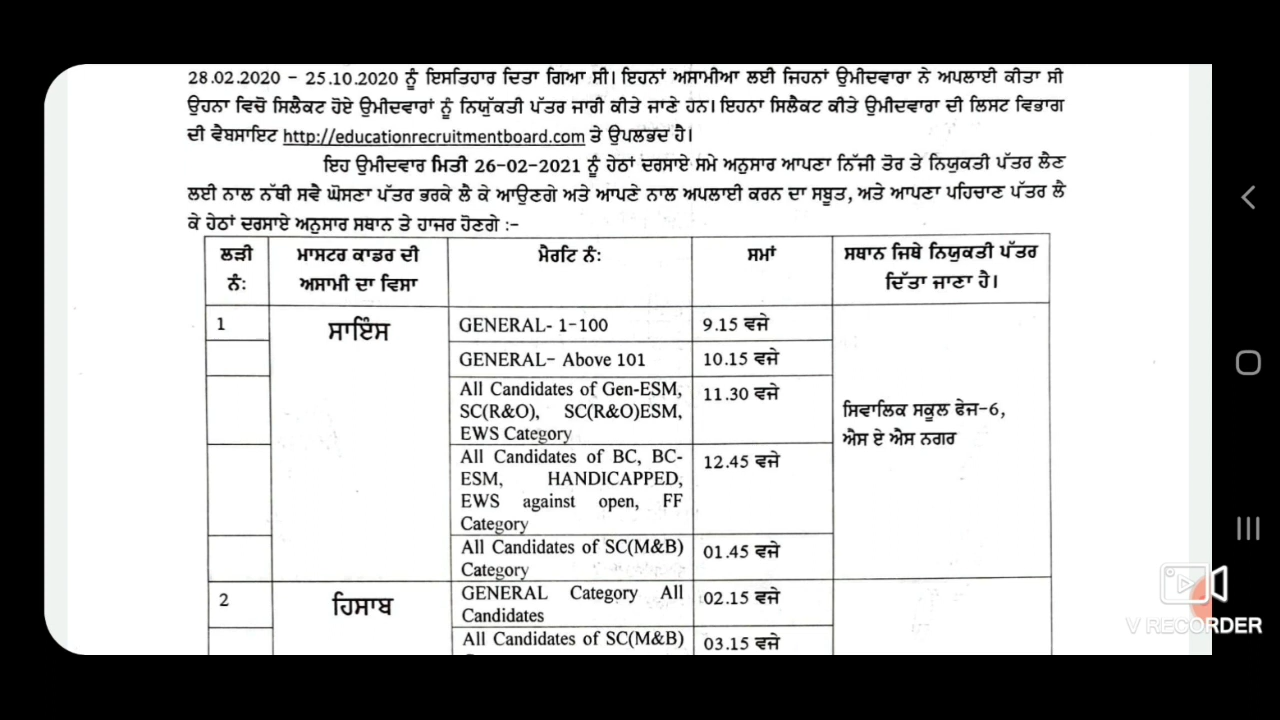 28.02.2020 - 25.10.2020 ਨੂੰ ਇਸਤਿਹਾਰ ਦਿਤਾ ਗਿਆ ਸੀ। ਇਹਨਾਂ ਅਸਾਮੀਆ ਲਈ ਜਿਹਨਾਂ ਉਮੀਦਵਾਰਾ ਨੇ ਅਪਲਾਈ ਕੀਤਾ ਸੀ
ਉਹਨਾ ਵਿਚੋ ਸਿਲੈਕਟ ਹੋਏ ਉਮੀਦਵਾਰਾਂ ਨੂੰ ਨਿਯੁੱਕਤੀ ਪੱਤਰ ਜਾਰੀ ਕੀਤੇ ਜਾਣੇ ਹਨ। ਇਹਨਾ ਸਿਲੈਕਟ ਕੀਤੇ ਉਮੀਦਵਾਰਾ ਦੀ ਲਿਸਟ ਵਿਭਾਗ
ਦੀ ਵੈਬਸਾਇਟ http://educationrecruitmentboard.com ਤੇ ਉਪਲਭਦ ਹੈ।
ਇਹ ਉਮੀਦਵਾਰ ਮਿਤੀ 26-02-2021 ਨੂੰ ਹੇਠਾਂ ਦਰਸਾਏ ਸਮੇ ਅਨੁਸਾਰ ਆਪਣਾ ਨਿੱਜੀ ਤੋਰ ਤੇ ਨਿਯੁਕਤੀ ਪੱਤਰ ਲੈਣ
ਲਈ ਨਾਲ ਨੱਥੀ ਸਵੈ ਘੋਸਣਾ ਪੱਤਰ ਭਰਕੇ ਲੈ ਕੇ ਆਉਣਗੇ ਅਤੇ ਆਪਣੇ ਨਾਲ ਅਪਲਾਈ ਕਰਨ ਦਾ ਸਬੂਤ, ਅਤੇ ਆਪਣਾ ਪਹਿਚਾਣ ਪੱਤਰ ਲੈ
ਕੇ ਹੇਠਾਂ ਦਰਸਾਏ ਅਨੁਸਾਰ ਸਥਾਨ ਤੇ ਹਾਜਰ ਹੋਣਗੇ :-
ਲੜੀ ਨੰ: ਮਾਸਟਰ ਕਾਡਰ ਦੀ ਅਸਾਮੀ ਦਾ ਵਿਸਾ ਮੈਰਟਿ ਨੰ: ਸਮਾਂ ਸਥਾਨ ਜਿਥੇ ਨਿਯੁਕਤੀ ਪੱਤਰ ਦਿੱਤਾ ਜਾਣਾ ਹੈ।
1 ਸਾਇੰਸ GENERAL- 1-100 9.15 ਵਜੇ
GENERAL- Above 101 10.15 ਵਜੇ
All Candidates of Gen-ESM, 11.30 ਵਜੇ
SC(R&O), SC(R&O)ESM,
EWS Category
ਸਿਵਾਲਿਕ ਸਕੂਲ ਫੇਜ-6,
ਐਸ ਏ ਐਸ ਨਗਰ
All Candidates of BC, BC- 12.45 ਵਜੇ
ESM, HANDICAPPED,
EWS against open, FF
Category
All Candidates of SC(M&B) 01.45 ਵਜੇ
Category
2 ਹਿਸਾਬ GENERAL Category All 02.15 ਵਜੇ
Candidates
All Candidates of SC(M&B) 03.15 ਵਜੇ
V RECORDER